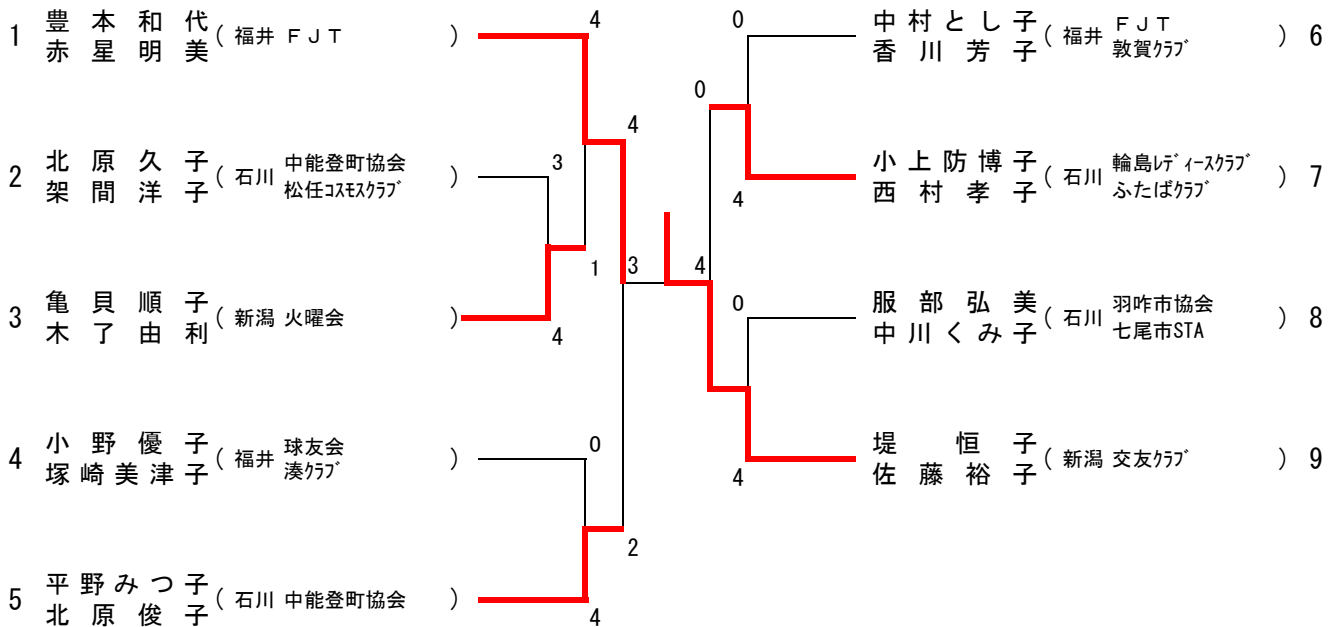 1 豊本和代 (福井 ＦＪＴ)
赤星明美
2 北原久子 (石川 中能登町協会)
架間洋子 松任ｺｽﾓｽｸﾗﾌﾞ
3 亀貝順子 (新潟 火曜会)
木了由利
4 小野優子 (福井 球友会)
塚崎美津子 湊ｸﾗﾌﾞ
5 平野みつ子 (石川 中能登町協会)
北原俊子
4
4
3
1
4
3
0
2
4
0
0
4
4
0
4
中村とし子 (福井 ＦＪＴ) 6
香川芳子 敦賀ｸﾗﾌﾞ
小上防博子 (石川 輪島ﾚﾃﾞｨｰｽｸﾗﾌﾞ) 7
西村孝子 ふたばｸﾗﾌﾞ
服部弘美 (石川 羽咋市協会) 8
中川くみ子 七尾市STA
堤恒子 (新潟 交友ｸﾗﾌﾞ) 9
佐藤裕子